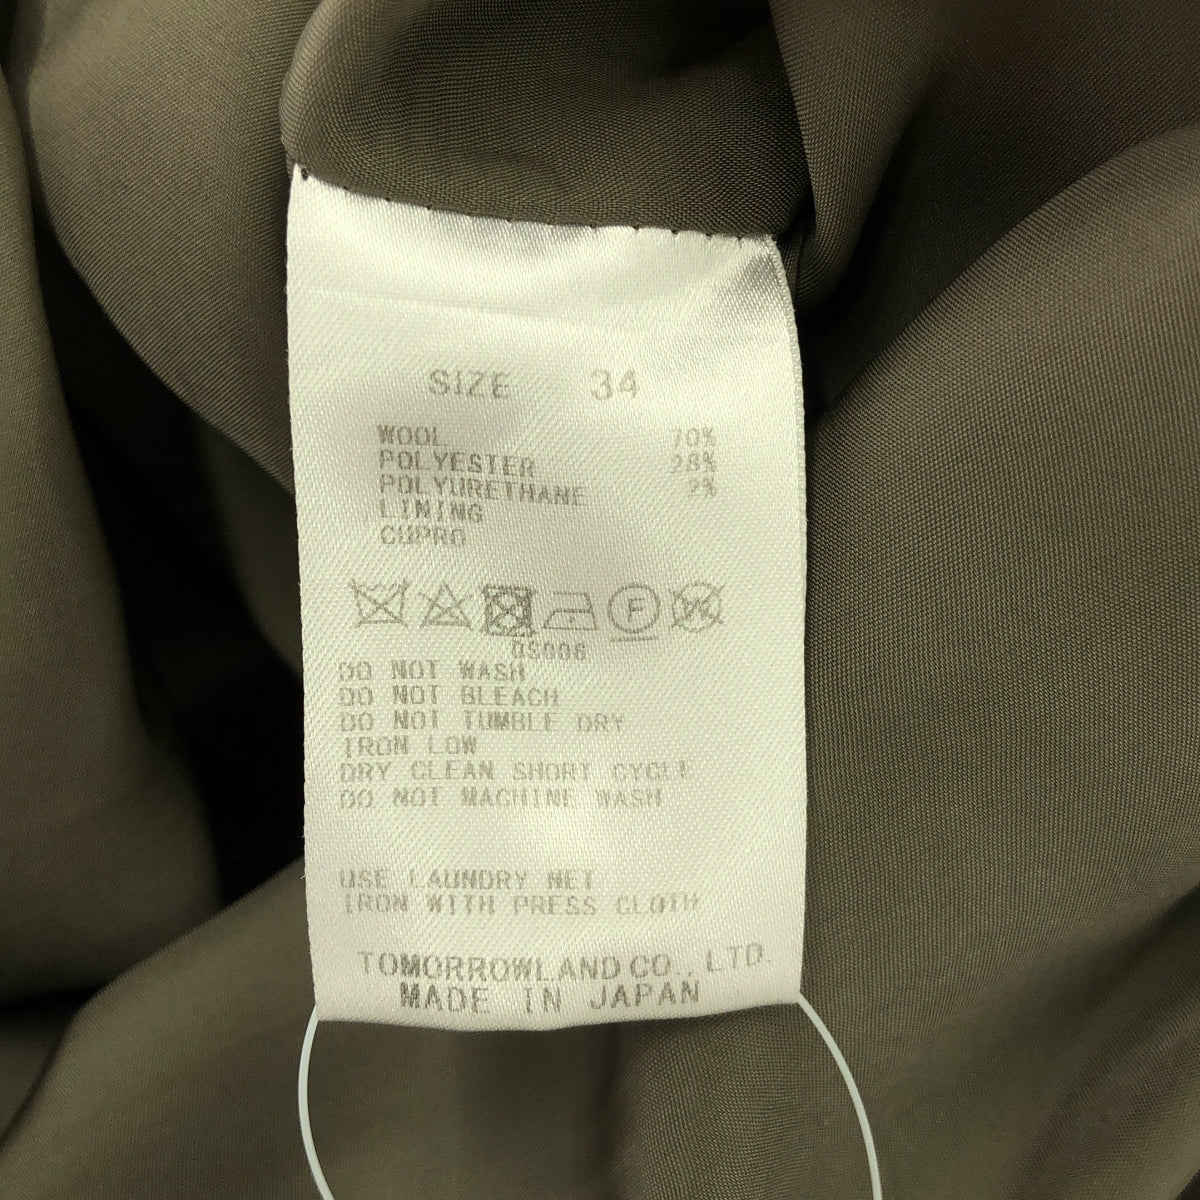 SIZE 34
WOOL 70%
POLYESTER 28%
POLYURETHANE 2%
LINING
CUPRO
F
W
DS006
DO NOT WASH
DO NOT BLEACH
DO NOT TUMBLE DRY
IRON LOW
DRY CLEAN SHORT CYCLE
DO NOT MACHINE WASH
USE LAUNDRY NET
IRON WITH PRESS CLOTH
TOMORROWLAND CO., LTD.
MADE IN JAPAN